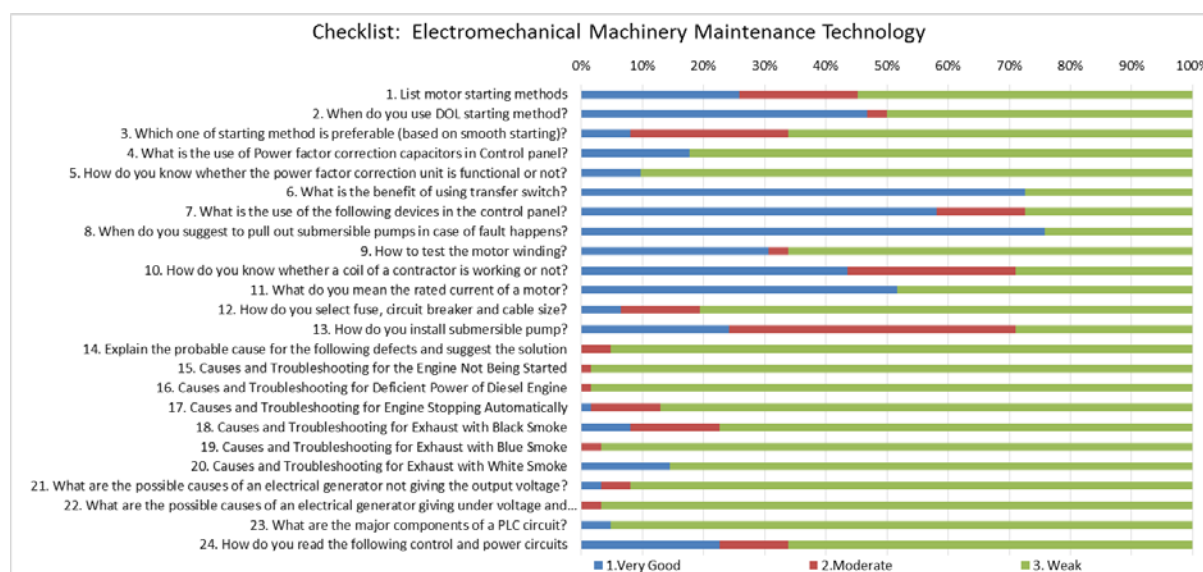 Checklist: Electromechanical Machinery Maintenance Technology
0% 10% 20% 30% 40% 50% 60% 70% 80% 90% 100%
1. List motor starting methods
2. When do you use DOL starting method?
3. Which one of starting method is preferable (based on smooth starting)?
4. What is the use of Power factor correction capacitors in Control panel?
5. How do you know whether the power factor correction unit is functional or not?
6. What is the benefit of using transfer switch?
7. What is the use of the following devices in the control panel?
8. When do you suggest to pull out submersible pumps in case of fault happens?
9. How to test the motor winding?
10. How do you know whether a coil of a contractor is working or not?
11. What do you mean the rated current of a motor?
12. How do you select fuse, circuit breaker and cable size?
13. How do you install submersible pump?
14. Explain the probable cause for the following defects and suggest the solution
15. Causes and Troubleshooting for the Engine Not Being Started
16. Causes and Troubleshooting for Deficient Power of Diesel Engine
17. Causes and Troubleshooting for Engine Stopping Automatically
18. Causes and Troubleshooting for Exhaust with Black Smoke
19. Causes and Troubleshooting for Exhaust with Blue Smoke
20. Causes and Troubleshooting for Exhaust with White Smoke
21. What are the possible causes of an electrical generator not giving the output voltage?
22. What are the possible causes of an electrical generator giving under voltage and...
23. What are the major components of a PLC circuit?
24. How do you read the following control and power circuits
1.Very Good 2.Moderate 3. Weak